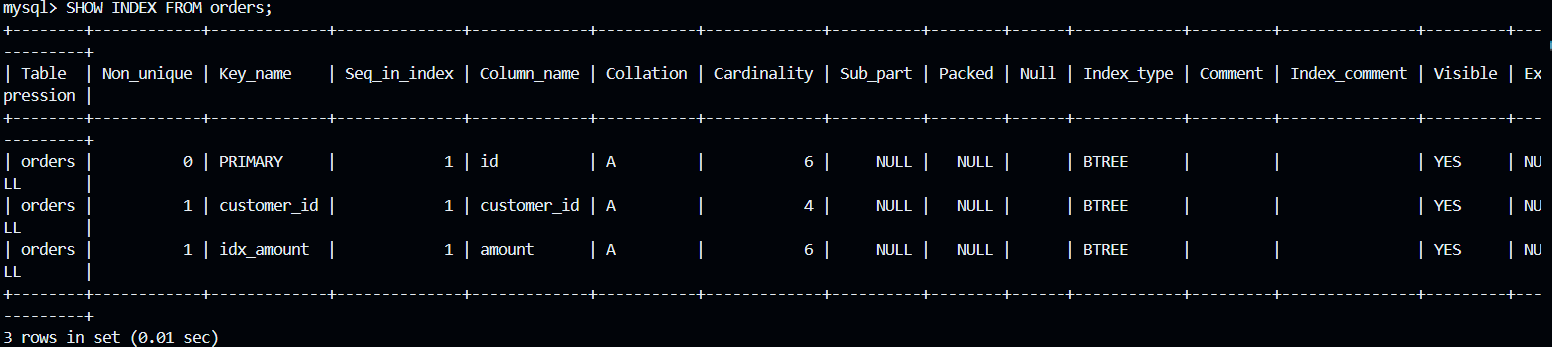 mysql> SHOW INDEX FROM orders;
+--------+------------+-------------+--------------+-------------+-----------+-------------+----------+--------+------+------------+---------+---------------+---------+---
---------+
| Table  | Non_unique | Key_name    | Seq_in_index | Column_name | Collation | Cardinality | Sub_part | Packed | Null | Index_type | Comment | Index_comment | Visible | Ex
pression |
+--------+------------+-------------+--------------+-------------+-----------+-------------+----------+--------+------+------------+---------+---------------+---------+---
---------+
| orders |          0 | PRIMARY     |            1 | id          | A         |           6 |     NULL |   NULL |      | BTREE      |         |               | YES     | NU
LL       |
| orders |          1 | customer_id |            1 | customer_id | A         |           4 |     NULL |   NULL |      | BTREE      |         |               | YES     | NU
LL       |
| orders |          1 | idx_amount  |            1 | amount      | A         |           6 |     NULL |   NULL |      | BTREE      |         |               | YES     | NU
LL       |
+--------+------------+-------------+--------------+-------------+-----------+-------------+----------+--------+------+------------+---------+---------------+---------+---
---------+
3 rows in set (0.01 sec)